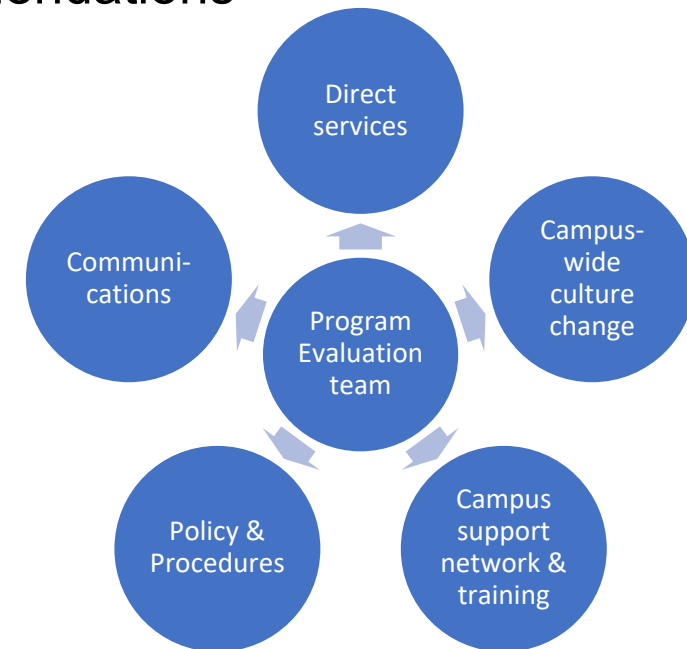 Direct
services
Communi-
cations
Campus-
wide
culture
change
Program
Evaluation
team
Policy &
Procedures
Campus
support
network &
training